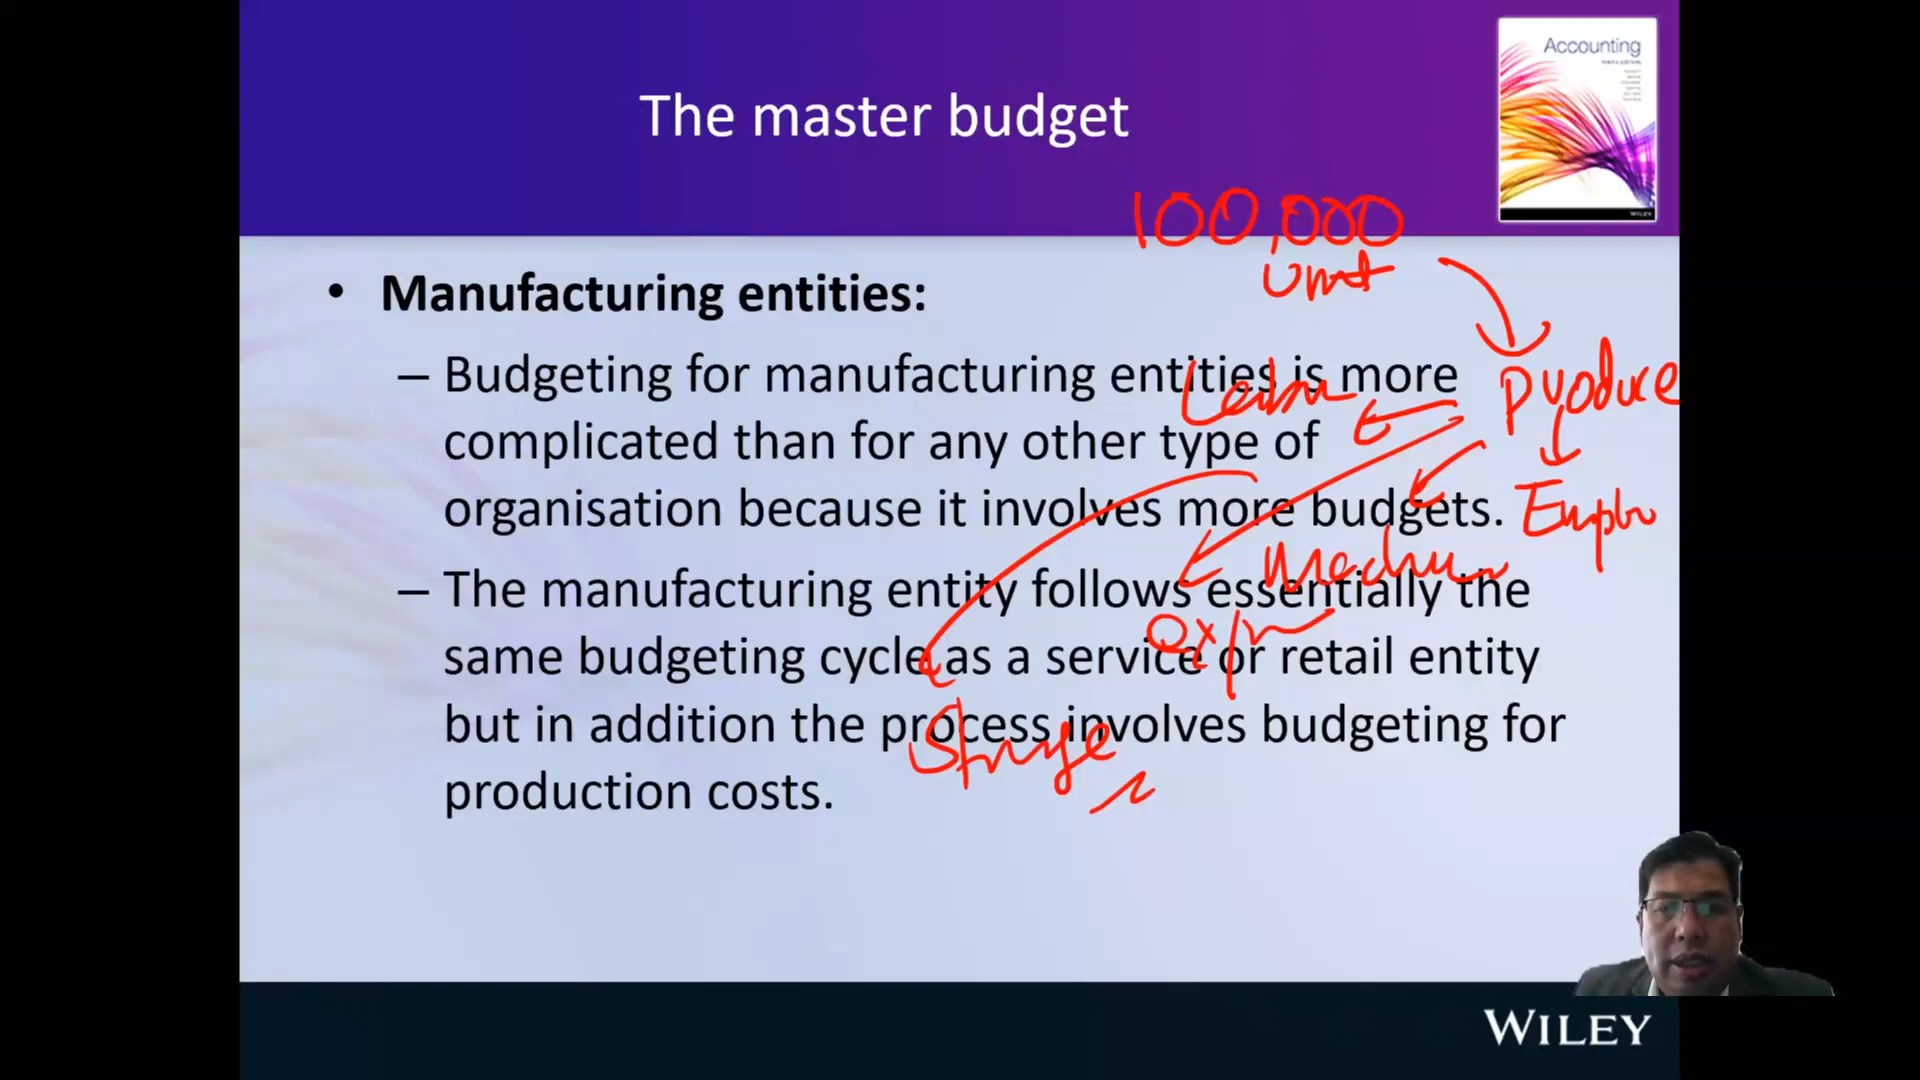 The master budget
Accounting
WILEY
100,000
unit
• Manufacturing entities:
– Budgeting for manufacturing entities is more
complicated than for any other type of
organisation because it involves more budgets.
– The manufacturing entity follows essentially the
same budgeting cycle as a service or retail entity
but in addition the process involves budgeting for
production costs.
Produce
Storage
WILEY